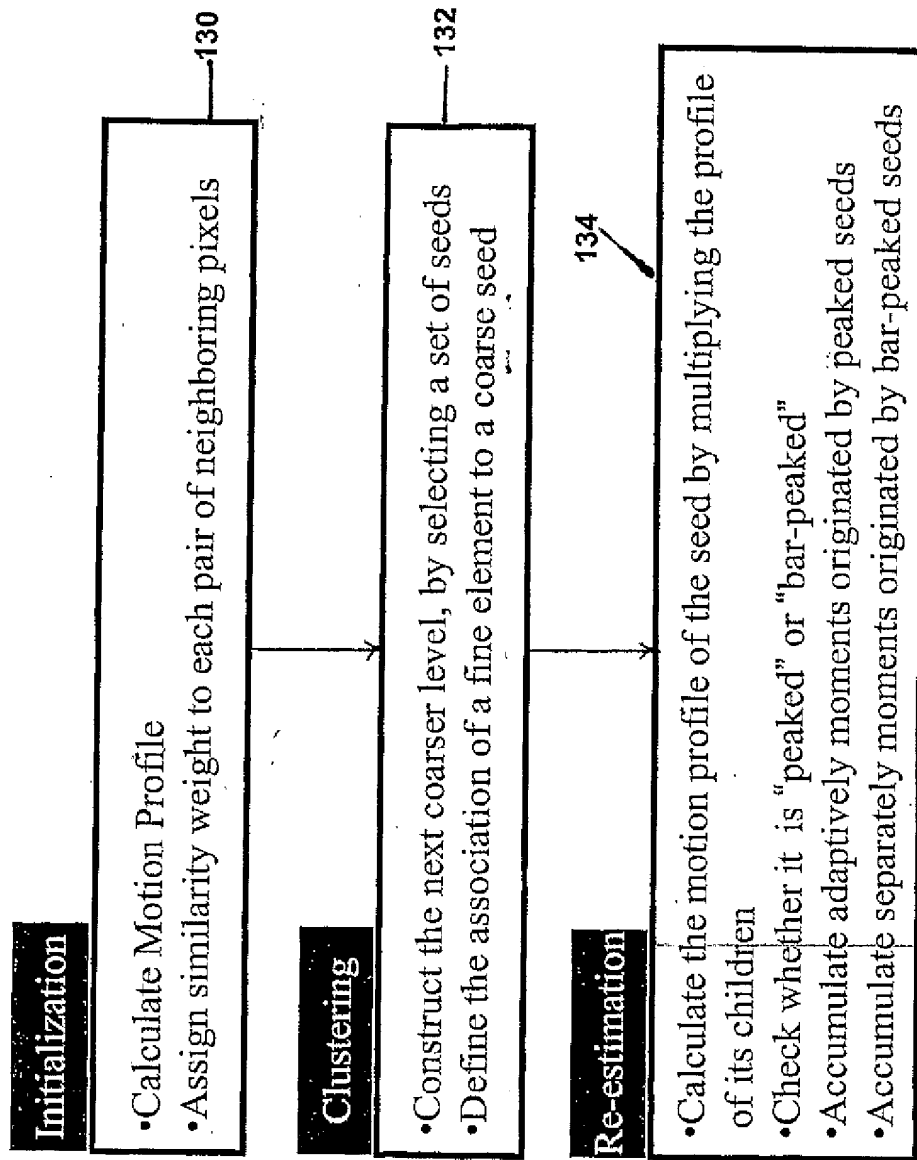 Initialization
•Calculate Motion Profile
•Assign similarity weight to each pair of neighboring pixels
130
Clustering
•Construct the next coarser level, by selecting a set of seeds
•Define the association of a fine element to a coarse seed
132
Re-estimation
134
•Calculate the motion profile of the seed by multiplying the profile
of its children
•Check whether it is "peaked" or "bar-peaked"
•Accumulate adaptively moments originated by peaked seeds
•Accumulate separately moments originated by bar-peaked seeds